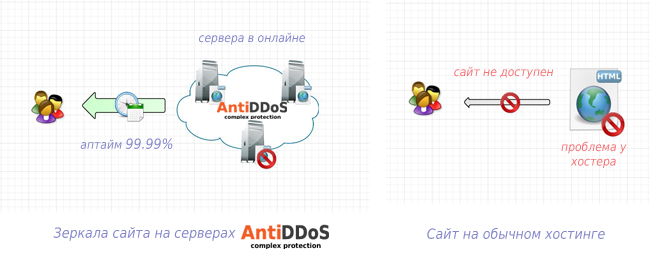 сервера в онлайне
AntiDDoS
complex protection
аптайм 99.99%
Зеркала сайта на серверах AntiDDoS
complex protection
сайт не доступен
HTML
проблема у
хостера
Сайт на обычном хостинге